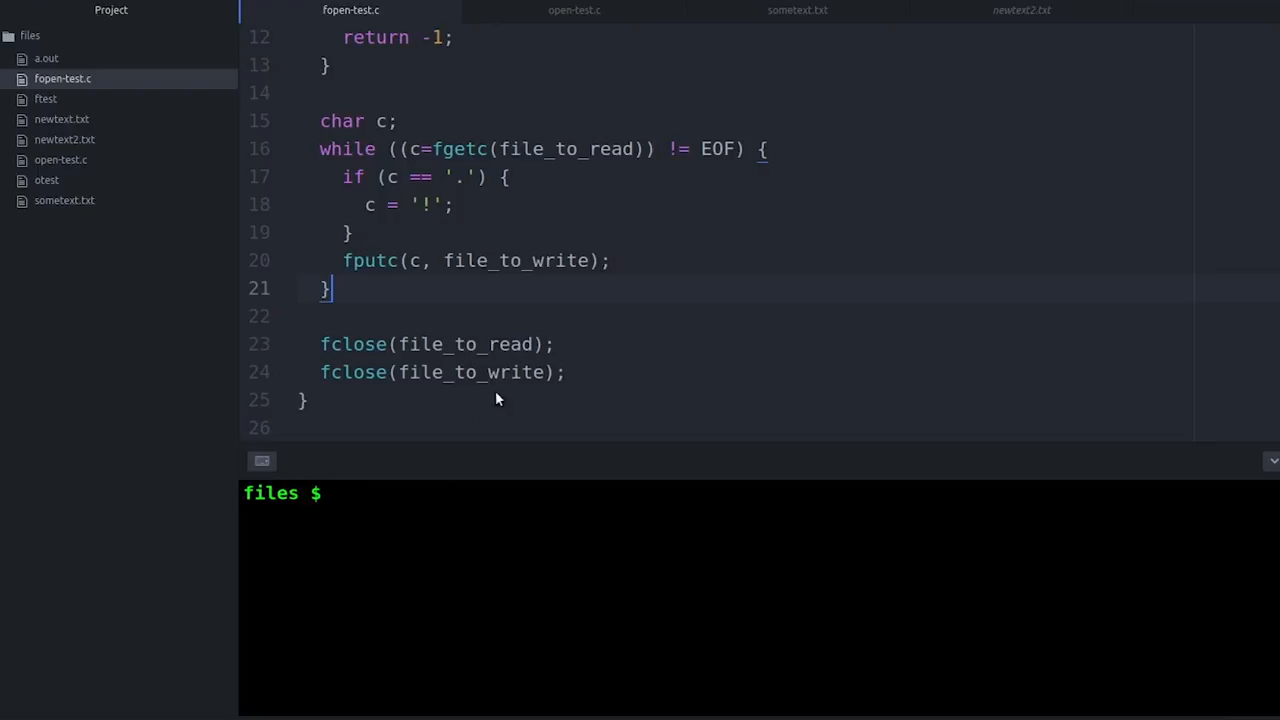 Project
fopen-test.c
open-test.c
sometext.txt
newtext2.txt
files
a.out
fopen-test.c
ftest
newtext.txt
newtext2.txt
open-test.c
otest
sometext.txt
12     return -1;
13   }
14
15   char c;
16   while ((c=fgetc(file_to_read)) != EOF) {
17     if (c == '.') {
18       c = '!';
19     }
20     fputc(c, file_to_write);
21   }
22
23   fclose(file_to_read);
24   fclose(file_to_write);
25 }
26
files $